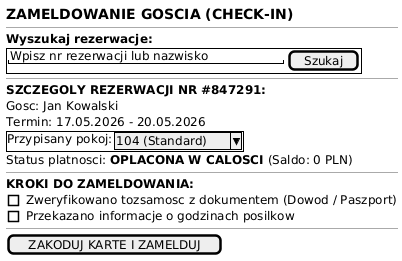 ZAMELDOWANIE GOSCIA (CHECK-IN)
Wyszukaj rezerwacje:
Wpisz nr rezerwacji lub nazwisko
Szukaj
SZCZEGOLY REZERWACJI NR #847291:
Gosc: Jan Kowalski
Termin: 17.05.2026 - 20.05.2026
Przypisany pokoj: 104 (Standard)
Status platnosci: OPLACONA W CALOSCI (Saldo: 0 PLN)
KROKI DO ZAMELDOWANIA:
Zweryfikowano tozsamosc z dokumentem (Dowod / Paszport)
Przekazano informacje o godzinach posilkow
ZAKODUJ KARTE I ZAMELDUJ